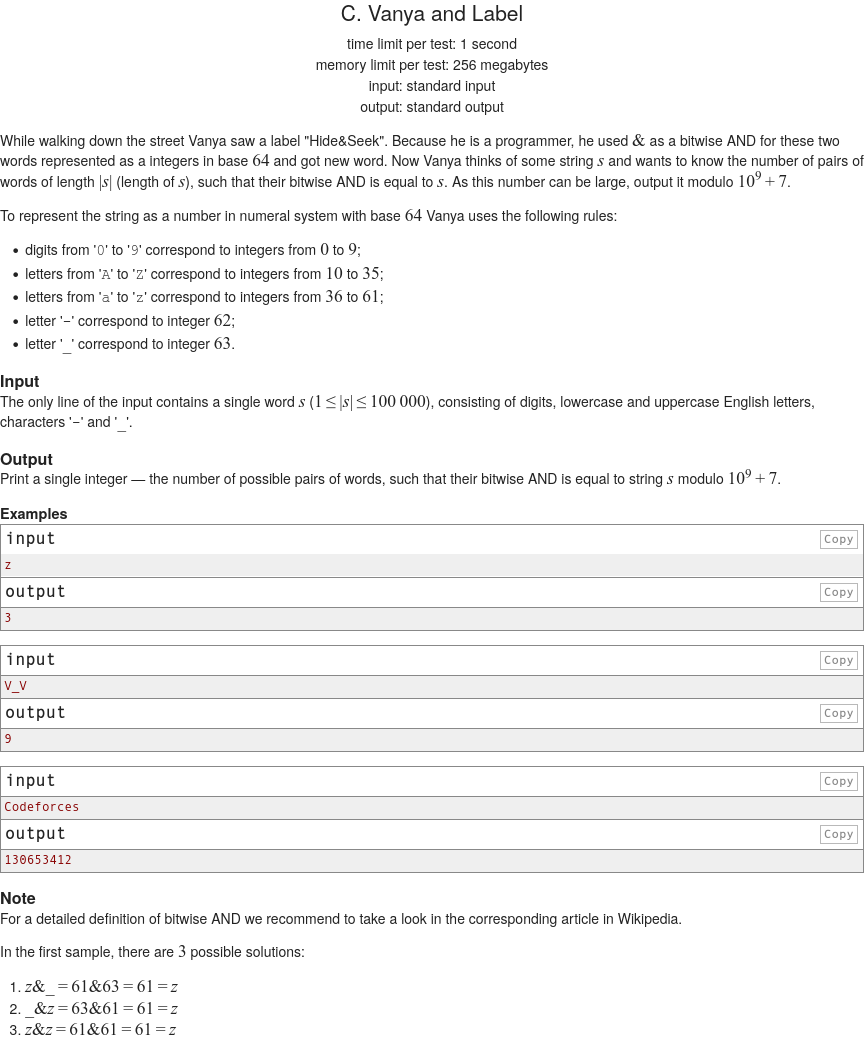 C. Vanya and Label
time limit per test: 1 second
memory limit per test: 256 megabytes
input: standard input
output: standard output
While walking down the street Vanya saw a label "Hide&Seek". Because he is a programmer, he used & as a bitwise AND for these two
words represented as a integers in base 64 and got new word. Now Vanya thinks of some string s and wants to know the number of pairs of
words of length |s| (length of s), such that their bitwise AND is equal to s. As this number can be large, output it modulo 10^9 + 7.
To represent the string as a number in numeral system with base 64 Vanya uses the following rules:
• digits from '0' to '9' correspond to integers from 0 to 9;
• letters from 'A' to 'Z' correspond to integers from 10 to 35;
• letters from 'a' to 'z' correspond to integers from 36 to 61;
• letter '-' correspond to integer 62;
• letter '_' correspond to integer 63.
Input
The only line of the input contains a single word s (1 ≤ |s| ≤ 100 000), consisting of digits, lowercase and uppercase English letters,
characters '-' and '_'.
Output
Print a single integer — the number of possible pairs of words, such that their bitwise AND is equal to string s modulo 10^9 + 7.
Examples
input Copy
z
output Copy
3
input Copy
V_V
output Copy
9
input Copy
Codeforces
output Copy
130653412
Note
For a detailed definition of bitwise AND we recommend to take a look in the corresponding article in Wikipedia.
In the first sample, there are 3 possible solutions:
1. z&_ = 61&63 = 61 = z
2. _&z = 63&61 = 61 = z
3. z&z = 61&61 = 61 = z